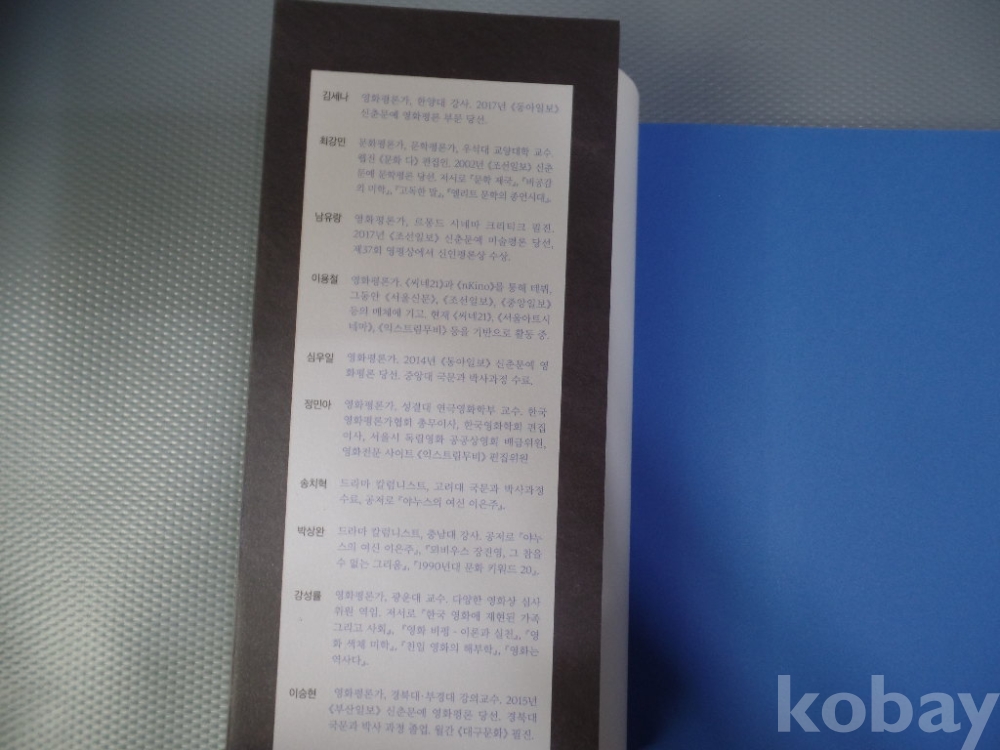 김세나 영화평론가, 한양대 강사. 2017년 《동아일보》
신춘문예 영화평론 부문 당선.
최강민 문화평론가, 문학평론가, 우석대 교양대학 교수.
웹진 《문화 다》 편집인. 2002년 《조선일보》 신춘
문예 문학평론 당선. 저서로 『문학 제국』, 『비공감
의 미학』, 『고독한 말』, 『엘리트 문학의 종언시대』.
남유랑 영화평론가, 르몽드 시네마 크리티크 필진.
2017년 《조선일보》 신춘문예 미술평론 당선,
제37회 영평상에서 신인평론상 수상.
이용철 영화평론가. 《씨네21》과 《nKino》를 통해 데뷔,
그동안 《서울신문》, 《조선일보》, 《중앙일보》
등의 매체에 기고. 현재 《씨네21》, 《서울아트시
네마》, 《익스트림무비》 등을 기반으로 활동 중.
심우일 영화평론가. 2014년 《동아일보》 신춘문예 영
화평론 당선. 중앙대 국문과 박사과정 수료.
정민아 영화평론가, 성결대 연극영화학부 교수. 한국
영화평론가협회 총무이사, 한국영화학회 편집
이사, 서울시 독립영화 공공상영회 배급위원,
영화전문 사이트 《익스트림무비》 편집위원
송치혁 드라마 칼럼니스트, 고려대 국문과 박사과정
수료. 공저로 『야누스의 여신 이은주』.
박상완 드라마 칼럼니스트, 충남대 강사. 공저로 『야누
스의 여신 이은주』, 『뫼비우스 장진영, 그 참을
수 없는 그리움』, 『1990년대 문화 키워드 20』.
강성률 영화평론가, 광운대 교수. 다양한 영화상 심사
위원 역임. 저서로 『한국 영화에 재현된 가족
그리고 사회』, 『영화 비평 - 이론과 실천』, 『영
화 색채 미학』, 『친일 영화의 해부학』, 『영화는
역사다』.
이승현 영화평론가, 경북대·부경대 강의교수. 2015년
《부산일보》 신춘문예 영화평론 당선. 경북대
국문과 박사 과정 졸업. 월간 《대구문화》 필진.
kobay